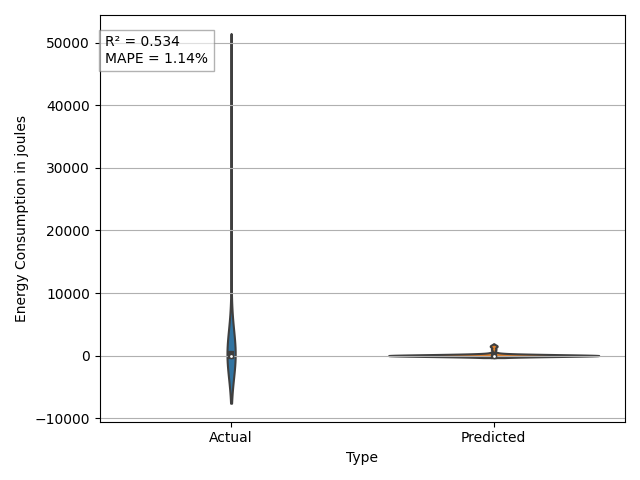 R² = 0.534
MAPE = 1.14%
50000
40000
30000
20000
10000
0
−10000
Energy Consumption in joules
Actual
Predicted
Type